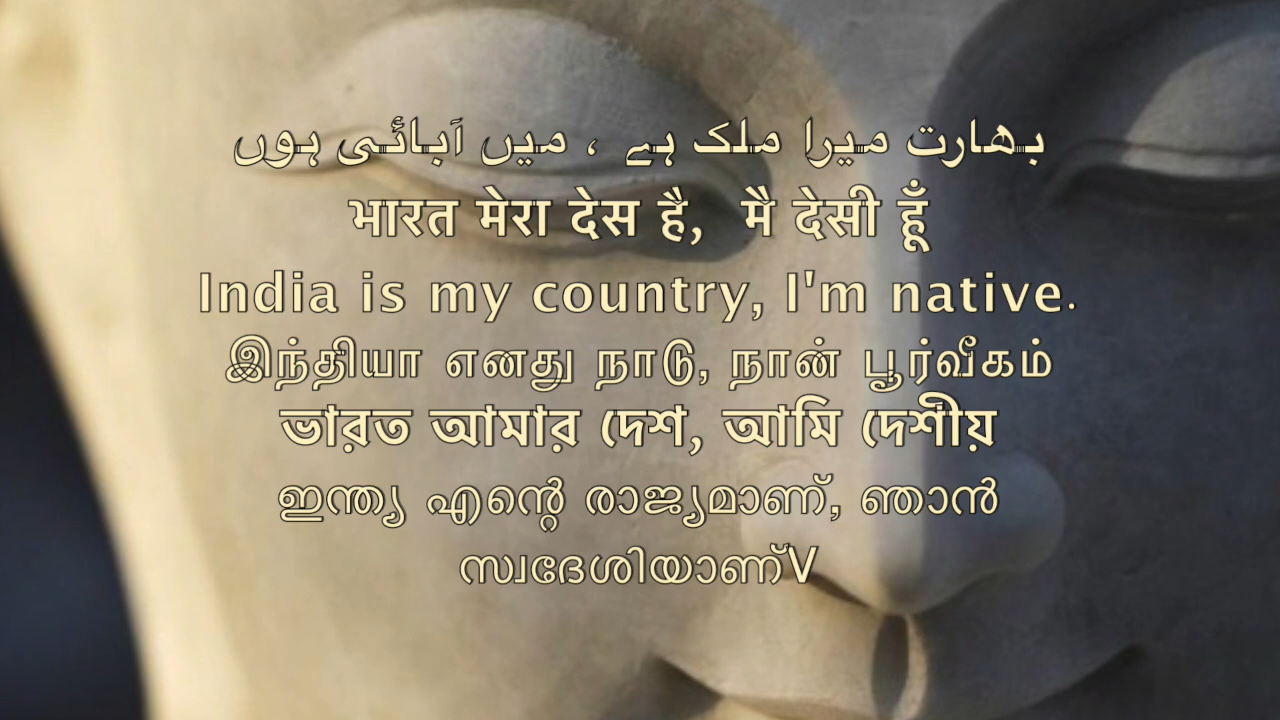 بھارت میرا ملک ہے ، میں آبائی ہوں
भारत मेरा देस है, मै देसी हूँ
India is my country, I'm native.
இந்தியா எனது நாடு, நான் பூர்வீகம்
ভারত আমার দেশ, আমি দেশীয়
ഇന്ത്യ എന്റെ രാജ്യമാണ്, ഞാൻ
സ്വദേശിയാണ്V